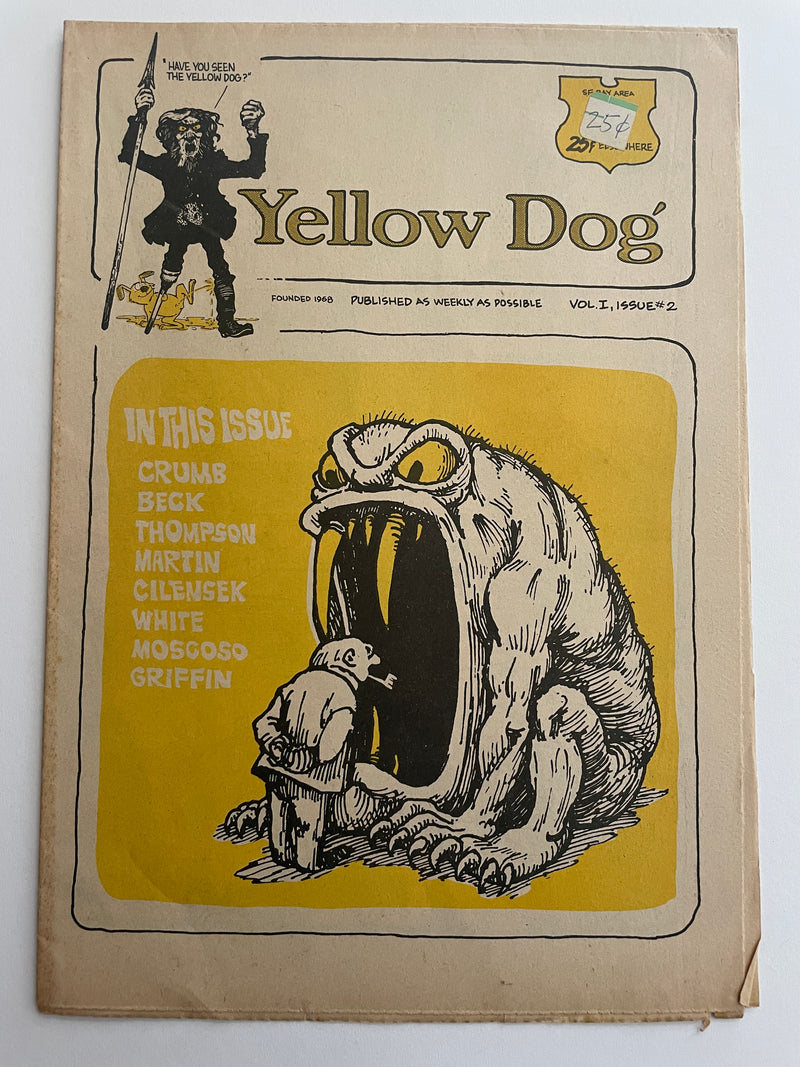 "HAVE YOU SEEN
THE YELLOW DOG?"
SF BAY AREA
25¢
25¢ ELSEWHERE
Yellow Dog
FOUNDED 1968 PUBLISHED AS WEEKLY AS POSSIBLE VOL.I, ISSUE#2
IN THIS ISSUE
CRUMB
BECK
THOMPSON
MARTIN
CILENSEK
WHITE
MOSCOSO
GRIFFIN